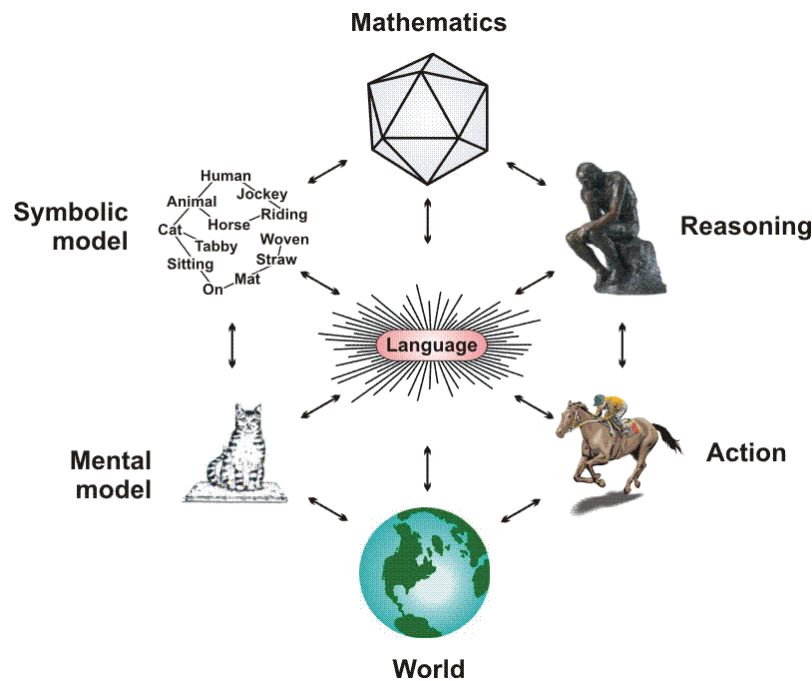 Mathematics
Human
Jockey
Animal
Riding
Horse
Cat
Woven
Tabby
Straw
Sitting
Mat
On
Symbolic
model
Reasoning
Language
Mental
model
Action
World